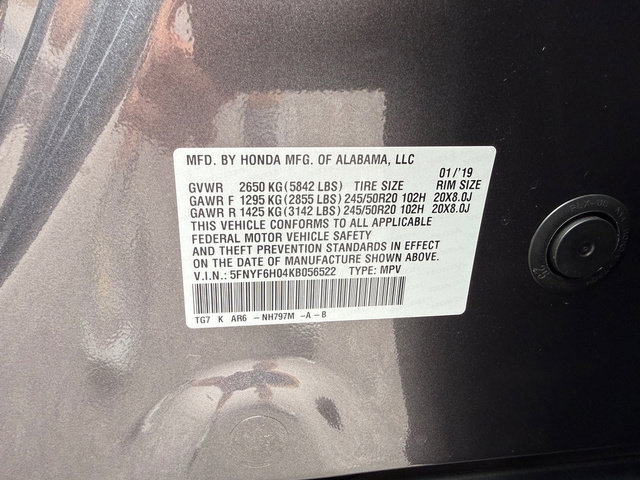 MFD. BY HONDA MFG. OF ALABAMA, LLC
01/'19
GVWR 2650 KG (5842 LBS) TIRE SIZE RIM SIZE
GAWR F 1295 KG (2855 LBS) 245/50R20 102H 20X8.0J
GAWR R 1425 KG (3142 LBS) 245/50R20 102H 20X8.0J
THIS VEHICLE CONFORMS TO ALL APPLICABLE
FEDERAL MOTOR VEHICLE SAFETY
AND THEFT PREVENTION STANDARDS IN EFFECT
ON THE DATE OF MANUFACTURE SHOWN ABOVE.
V.I.N.: 5FNYF6H04KB056522 TYPE: MPV
TG7 K AR6 -NH797M -A-B